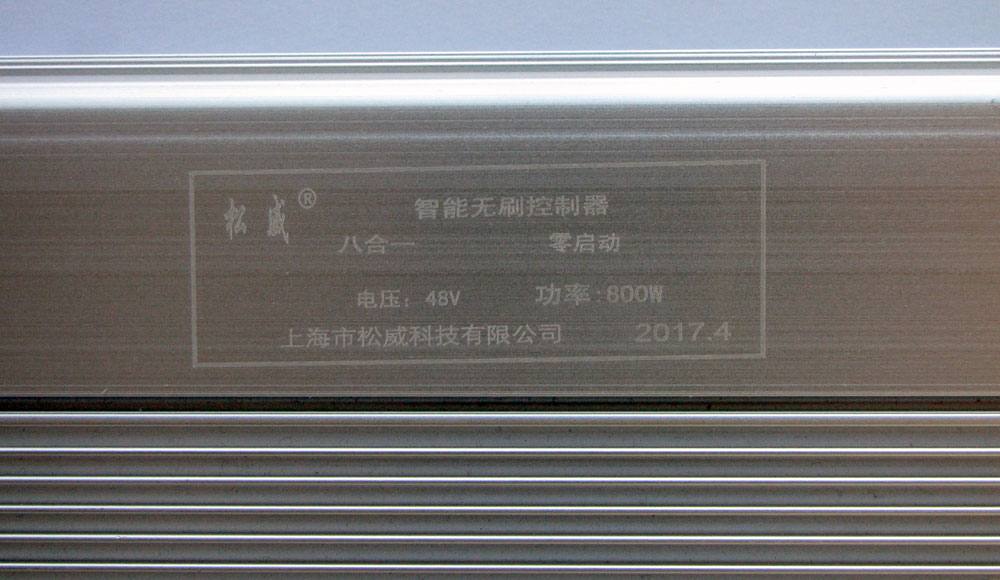 松威®
智能无刷控制器
八合一 零启动
电压：48V 功率:800W
上海市松威科技有限公司 2017.4